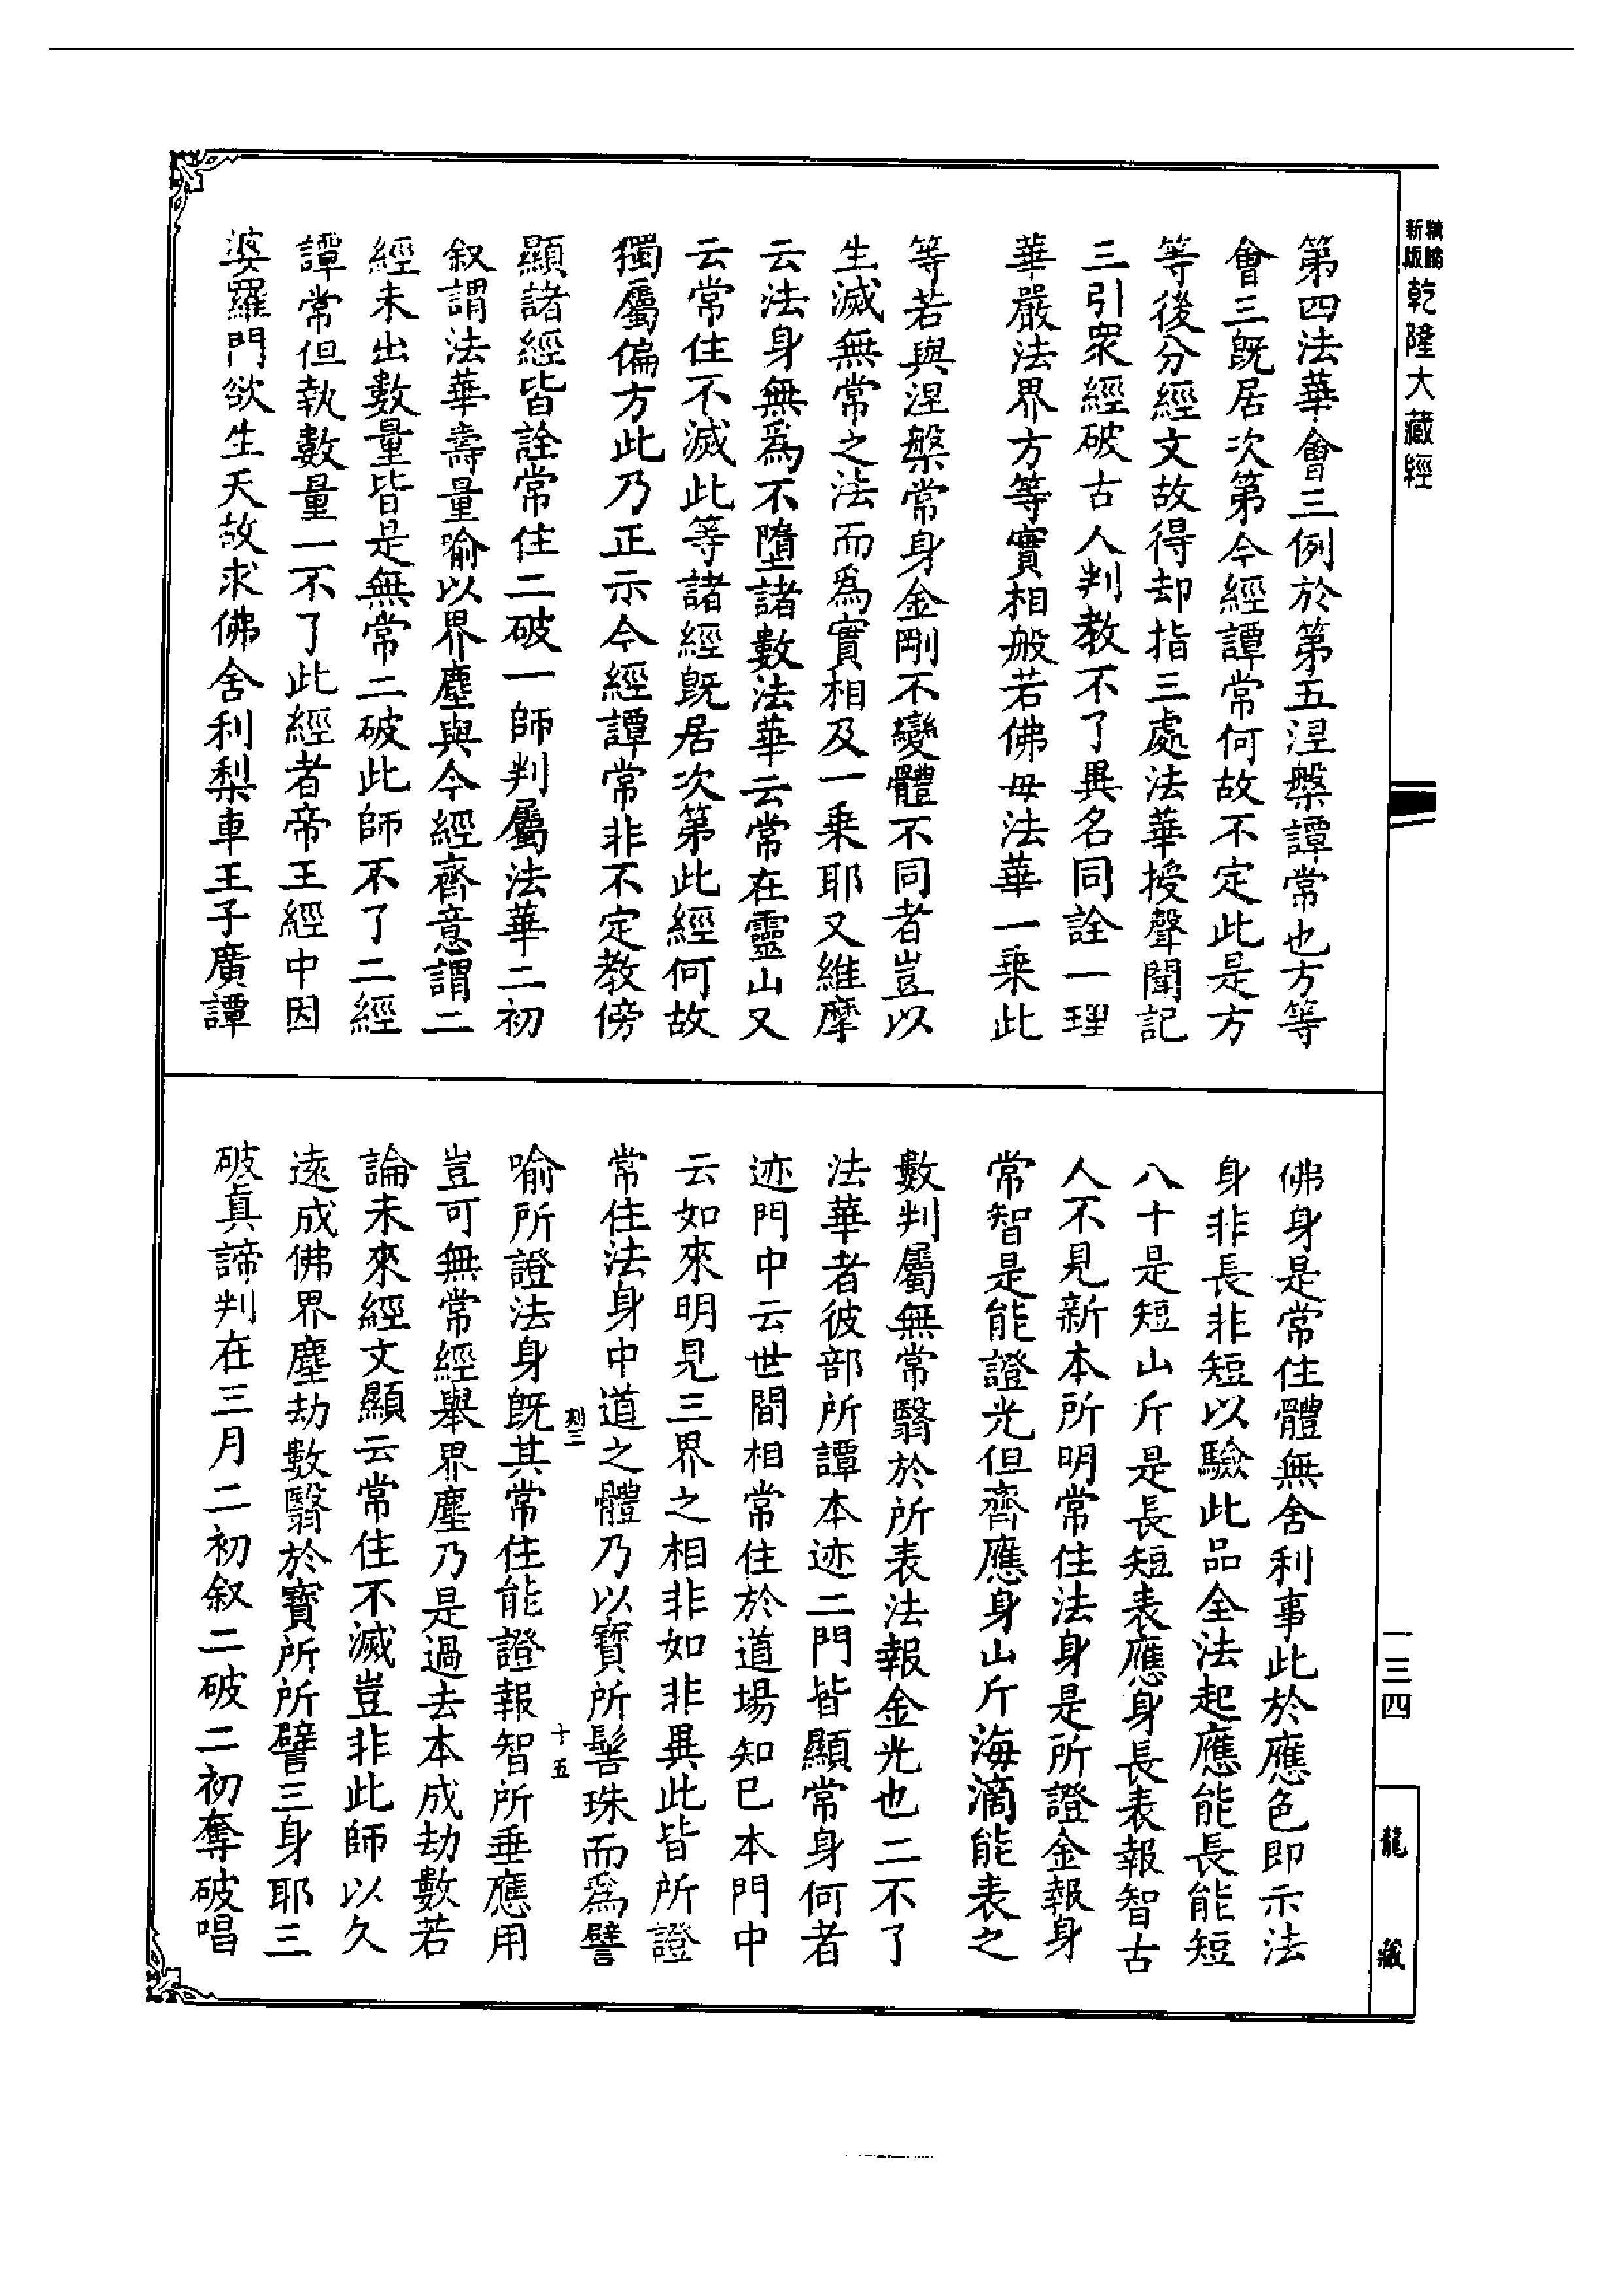 新版
精縮
乾隆大藏經
第四法華會三例於第五涅槃譚常也方等
會三既居次第今經譚常何故不定此是方
等後分經文故得却指三處法華授聲聞記
三引眾經破古人判教不了異名同詮一理
華嚴法界方等實相般若佛母法華一乘此
等若與涅槃常身金剛不變體不同者豈以
生滅無常之法而為實相及一乘耶又維摩
云法身無為不墮諸數法華云常在靈山又
云常住不滅此等諸經既居次第此經何故
獨屬偏方此乃正示今經譚常非不定教傍
顯諸經皆詮常住二破一師判屬法華二初
叙謂法華壽量喻以界塵與今經齊意謂二
經未出數量皆是無常二破此師不了二經
譚常但執數量一不了此經者帝王經中因
婆羅門欲生天故求佛舍利梨車王子廣譚
佛身是常住體無舍利事此於應色即示法
身非長非短以驗此品全法起應能長能短
八十是短山斤是長短表應身長表報智古
人不見新本所明常住法身是所證金報身
常智是能證光但齊應身山斤海滴能表之
數判屬無常翳於所表法報金光也二不了
法華者彼部所譚本迹二門皆顯常身何者
迹門中云世間相常住於道場知已本門中
云如來明見三界之相非如非異此皆所證
常住法身中道之體乃以寶所髻珠而為譬
喻所證法身既其常住能證報智所垂應用
豈可無常經舉界塵乃是過去本成劫數若
論未來經文顯云常住不滅豈非此師以久
遠成佛界塵劫數翳於寶所所譬三身耶三
破真諦判在三月二初叙二破二初奪破唱
刻三
十五
一三四
龍藏